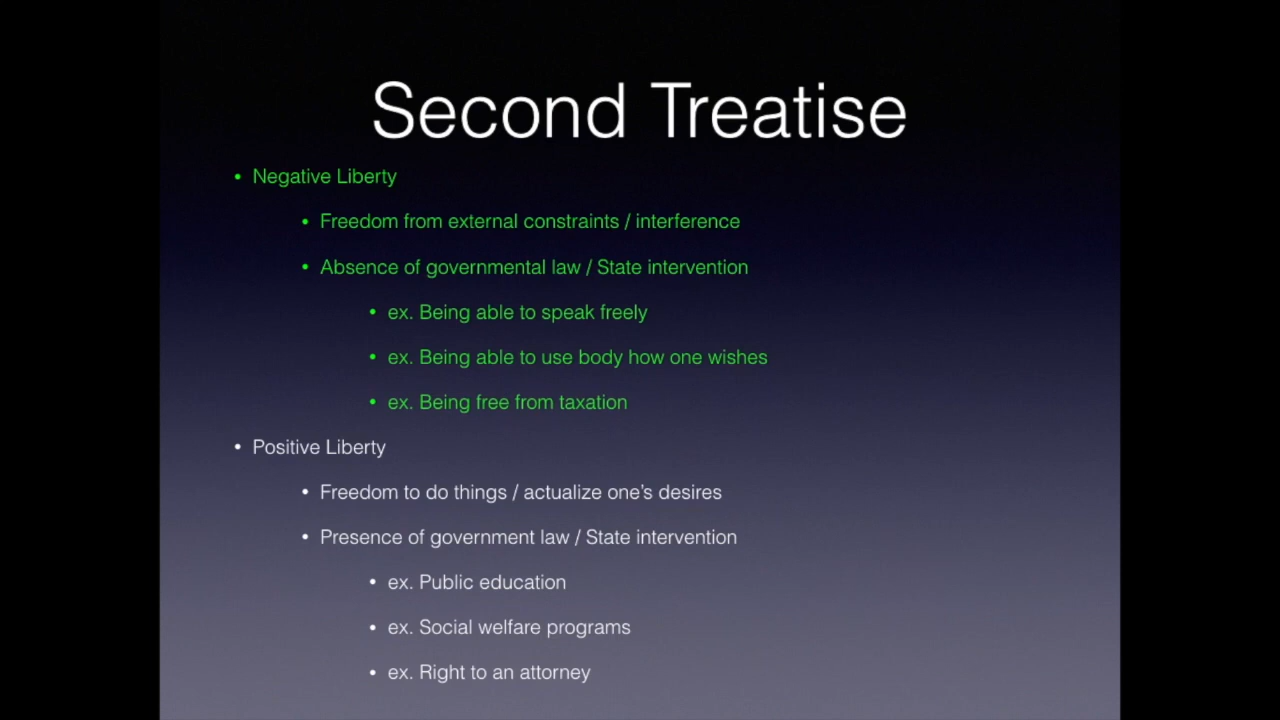 Second Treatise
• Negative Liberty
• Freedom from external constraints / interference
• Absence of governmental law / State intervention
• ex. Being able to speak freely
• ex. Being able to use body how one wishes
• ex. Being free from taxation
• Positive Liberty
• Freedom to do things / actualize one’s desires
• Presence of government law / State intervention
• ex. Public education
• ex. Social welfare programs
• ex. Right to an attorney